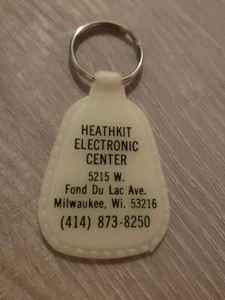 HEATHKIT
ELECTRONIC
CENTER
5215 W.
Fond Du Lac Ave.
Milwaukee, Wi. 53216
(414) 873-8250